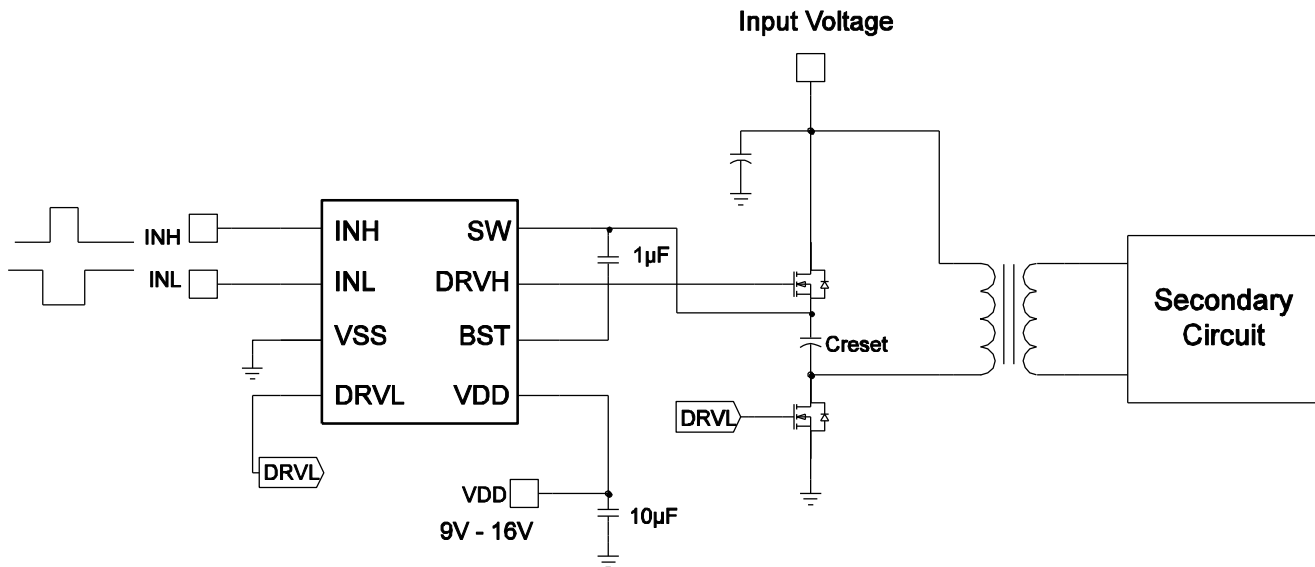 Input Voltage
INH
INL
INH
SW
1µF
INL
DRVH
VSS
BST
DRVL
VDD
Creset
Secondary
Circuit
DRVL
DRVL
VDD
9V - 16V
10µF